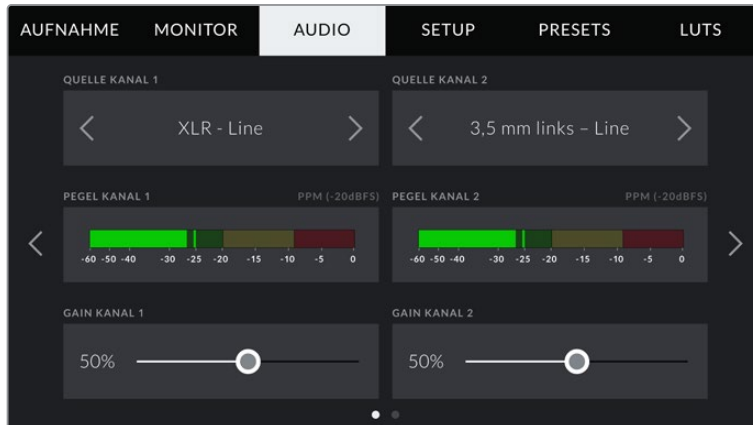 AUFNAHME MONITOR AUDIO SETUP PRESETS LUTS
QUELLE KANAL 1 QUELLE KANAL 2
XLR - Line 3,5 mm links – Line
PEGEL KANAL 1 PPM (-20dBFS) PEGEL KANAL 2 PPM (-20dBFS)
-60 -50 -40 -30 -25 -20 -15 -10 -5 0 -60 -50 -40 -30 -25 -20 -15 -10 -5 0
GAIN KANAL 1 GAIN KANAL 2
50% 50%